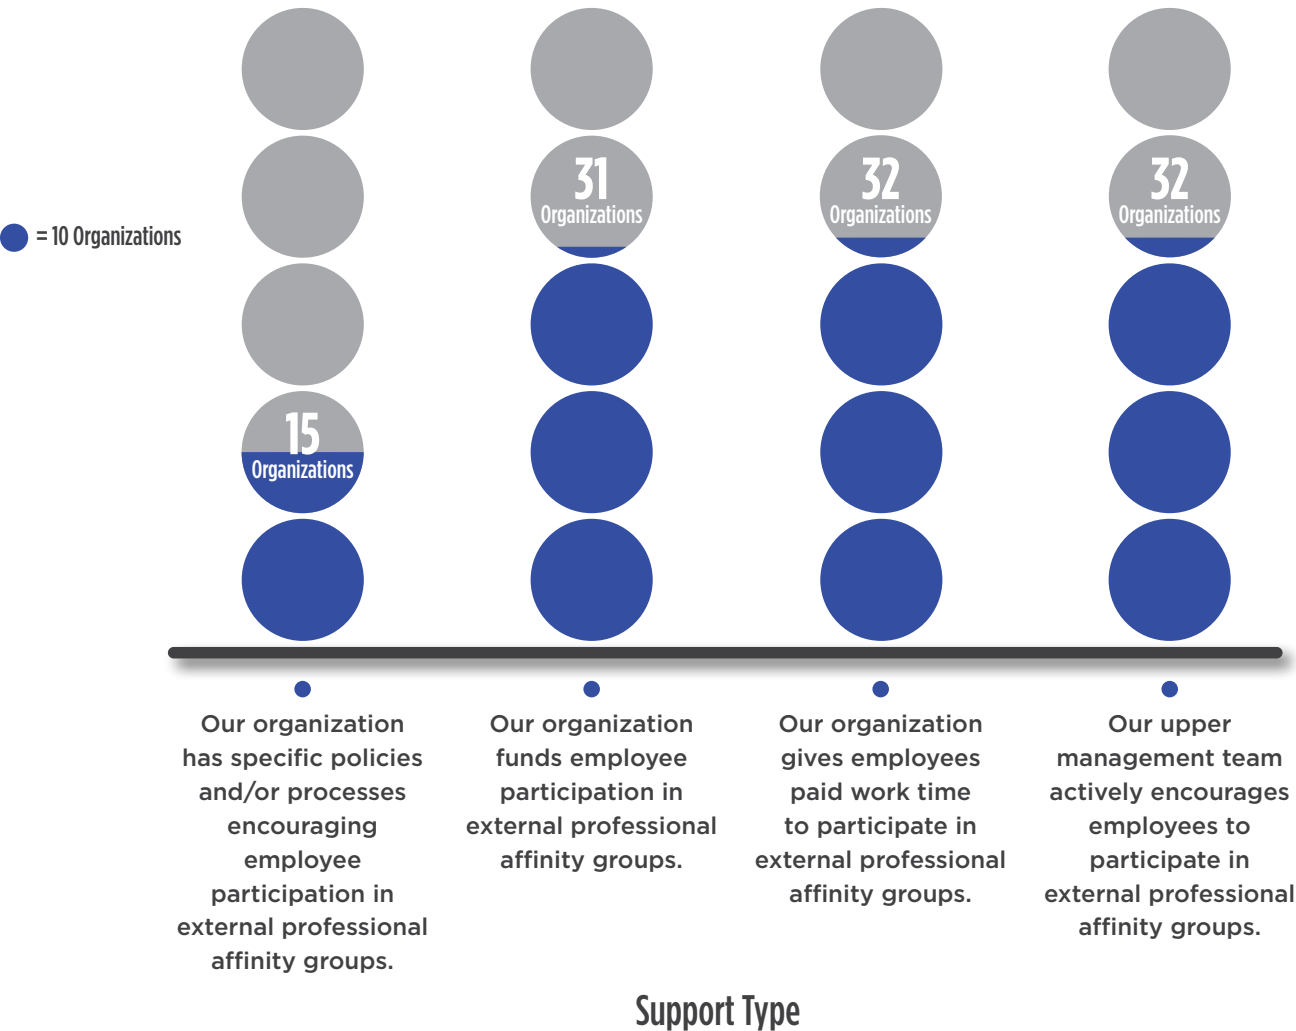 31
Organizations
32
Organizations
32
Organizations
= 10 Organizations
15
Organizations
Our organization
has specific policies
and/or processes
encouraging
employee
participation in
external professional
affinity groups.
Our organization
funds employee
participation in
external professional
affinity groups.
Our organization
gives employees
paid work time
to participate in
external professional
affinity groups.
Our upper
management team
actively encourages
employees to
participate in
external professional
affinity groups.
Support Type